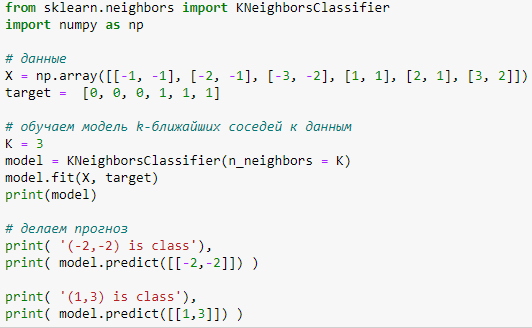 from sklearn.neighbors import KNeighborsClassifier
import numpy as np
# данные
X = np.array([[-1, -1], [-2, -1], [-3, -2], [1, 1], [2, 1], [3, 2]])
target =  [0, 0, 0, 1, 1, 1]
# обучаем модель k-ближайших соседей к данным
K = 3
model = KNeighborsClassifier(n_neighbors = K)
model.fit(X, target)
print(model)
# делаем прогноз
print( '(-2,-2) is class'),
print( model.predict([[-2,-2]]) )
print( '(1,3) is class'),
print( model.predict([[1,3]]) )